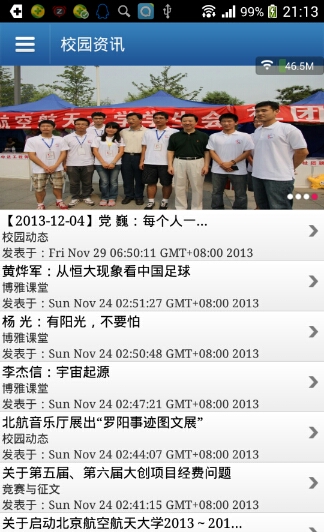 99% 21:13
校园资讯
46.5M
航空航天大学学生会
团
【2013-12-04】党 巍：每个人一...
校园动态
发表于：Fri Nov 29 06:50:11 GMT+08:00 2013
黄烨军：从恒大现象看中国足球
博雅课堂
发表于：Sun Nov 24 02:51:27 GMT+08:00 2013
杨 光：有阳光，不要怕
博雅课堂
发表于：Sun Nov 24 02:50:48 GMT+08:00 2013
李杰信：宇宙起源
博雅课堂
发表于：Sun Nov 24 02:47:21 GMT+08:00 2013
北航音乐厅展出“罗阳事迹图文展”
校园动态
发表于：Sun Nov 24 02:44:07 GMT+08:00 2013
关于第五届、第六届大创项目经费问题
竞赛与征文
发表于：Sun Nov 24 02:41:15 GMT+08:00 2013
关于启动北京航空航天大学2013～201...